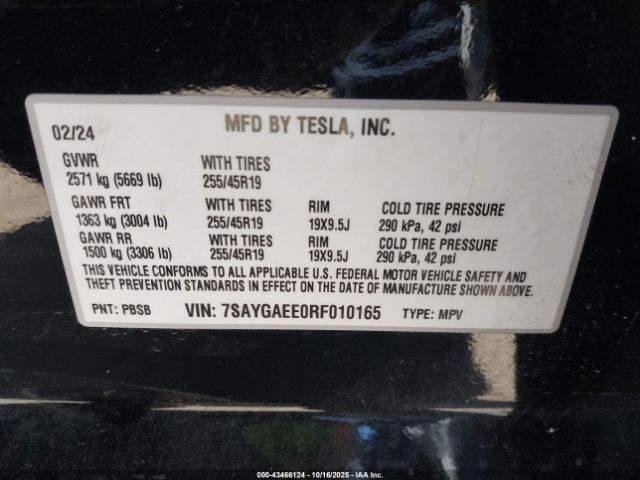 02/24
MFD BY TESLA, INC.
GVWR WITH TIRES
2571 kg (5669 lb) 255/45R19
GAWR FRT WITH TIRES RIM COLD TIRE PRESSURE
1363 kg (3004 lb) 255/45R19 19X9.5J 290 kPa, 42 psi
GAWR RR WITH TIRES RIM COLD TIRE PRESSURE
1500 kg (3306 lb) 255/45R19 19X9.5J 290 kPa, 42 psi
THIS VEHICLE CONFORMS TO ALL APPLICABLE U.S. FEDERAL MOTOR VEHICLE SAFETY AND
THEFT PREVENTION STANDARDS IN EFFECT ON THE DATE OF MANUFACTURE SHOWN ABOVE.
PNT: PBSB VIN: 7SAYGAEE0RF010165 TYPE: MPV
000-43466124 - 10/16/2025 - IAAI, Inc.